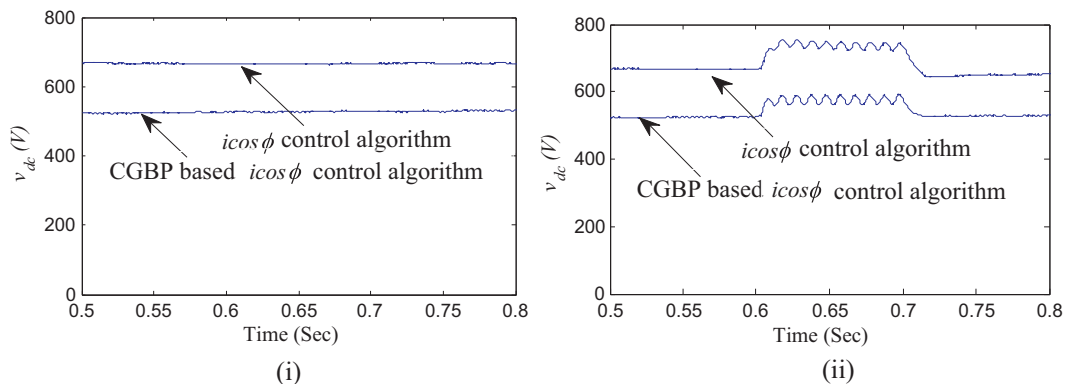 800
600
400
200
0
v_dc (V)
icosϕ control algorithm
CGBP based icosϕ control algorithm
0.5 0.55 0.6 0.65 0.7 0.75 0.8
Time (Sec)
(i)
800
600
400
200
0
v_dc (V)
icosϕ control algorithm
CGBP based icosϕ control algorithm
0.5 0.55 0.6 0.65 0.7 0.75 0.8
Time (Sec)
(ii)